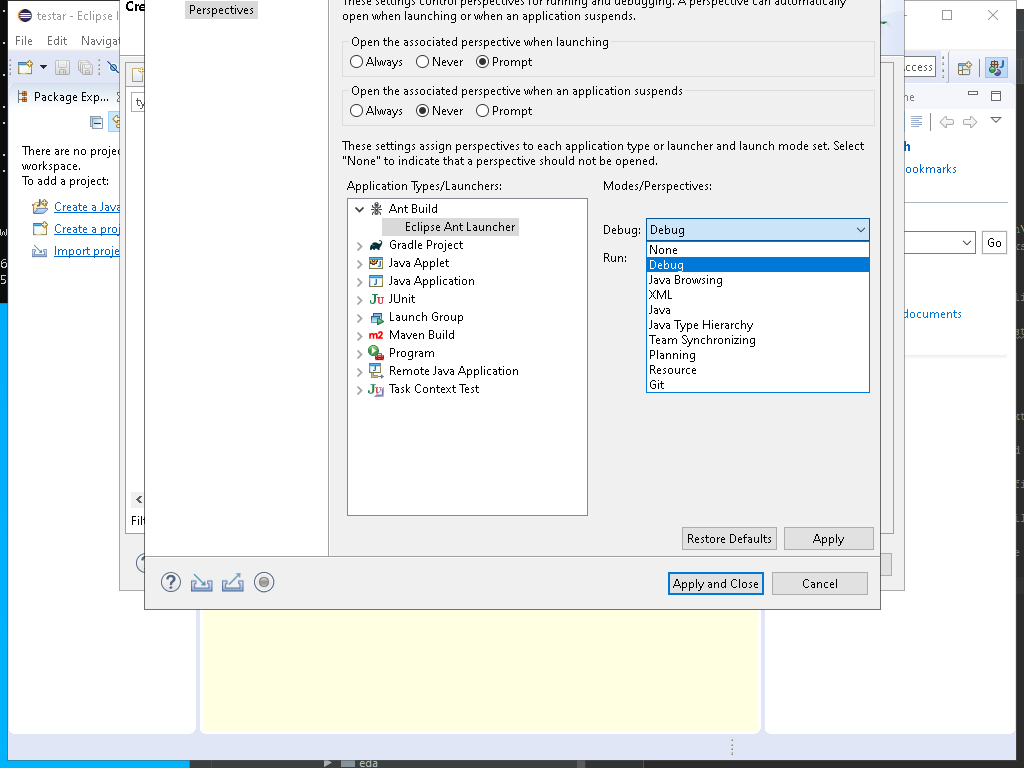 testar - Eclipse I
Cre
Perspectives
These settings control perspectives for running and debugging. A perspective can automatically
open when launching or when an application suspends.
File Edit Navigat
Open the associated perspective when launching
Always Never Prompt
Open the associated perspective when an application suspends
Always Never Prompt
ccess
Package Exp...
ty
There are no proje
workspace.
To add a project:
Create a Java
Create a proj
Import proje
These settings assign perspectives to each application type or launcher and launch mode set. Select
"None" to indicate that a perspective should not be opened.
Application Types/Launchers:
Ant Build
Eclipse Ant Launcher
Gradle Project
Java Applet
Java Application
JUnit
Launch Group
Maven Build
Program
Remote Java Application
Task Context Test
Modes/Perspectives:
Debug: Debug
Run:
None
Debug
Java Browsing
XML
Java
Java Type Hierarchy
Team Synchronizing
Planning
Resource
Git
ne
h
ookmarks
Go
documents
Filt
Restore Defaults Apply
Apply and Close Cancel
eda